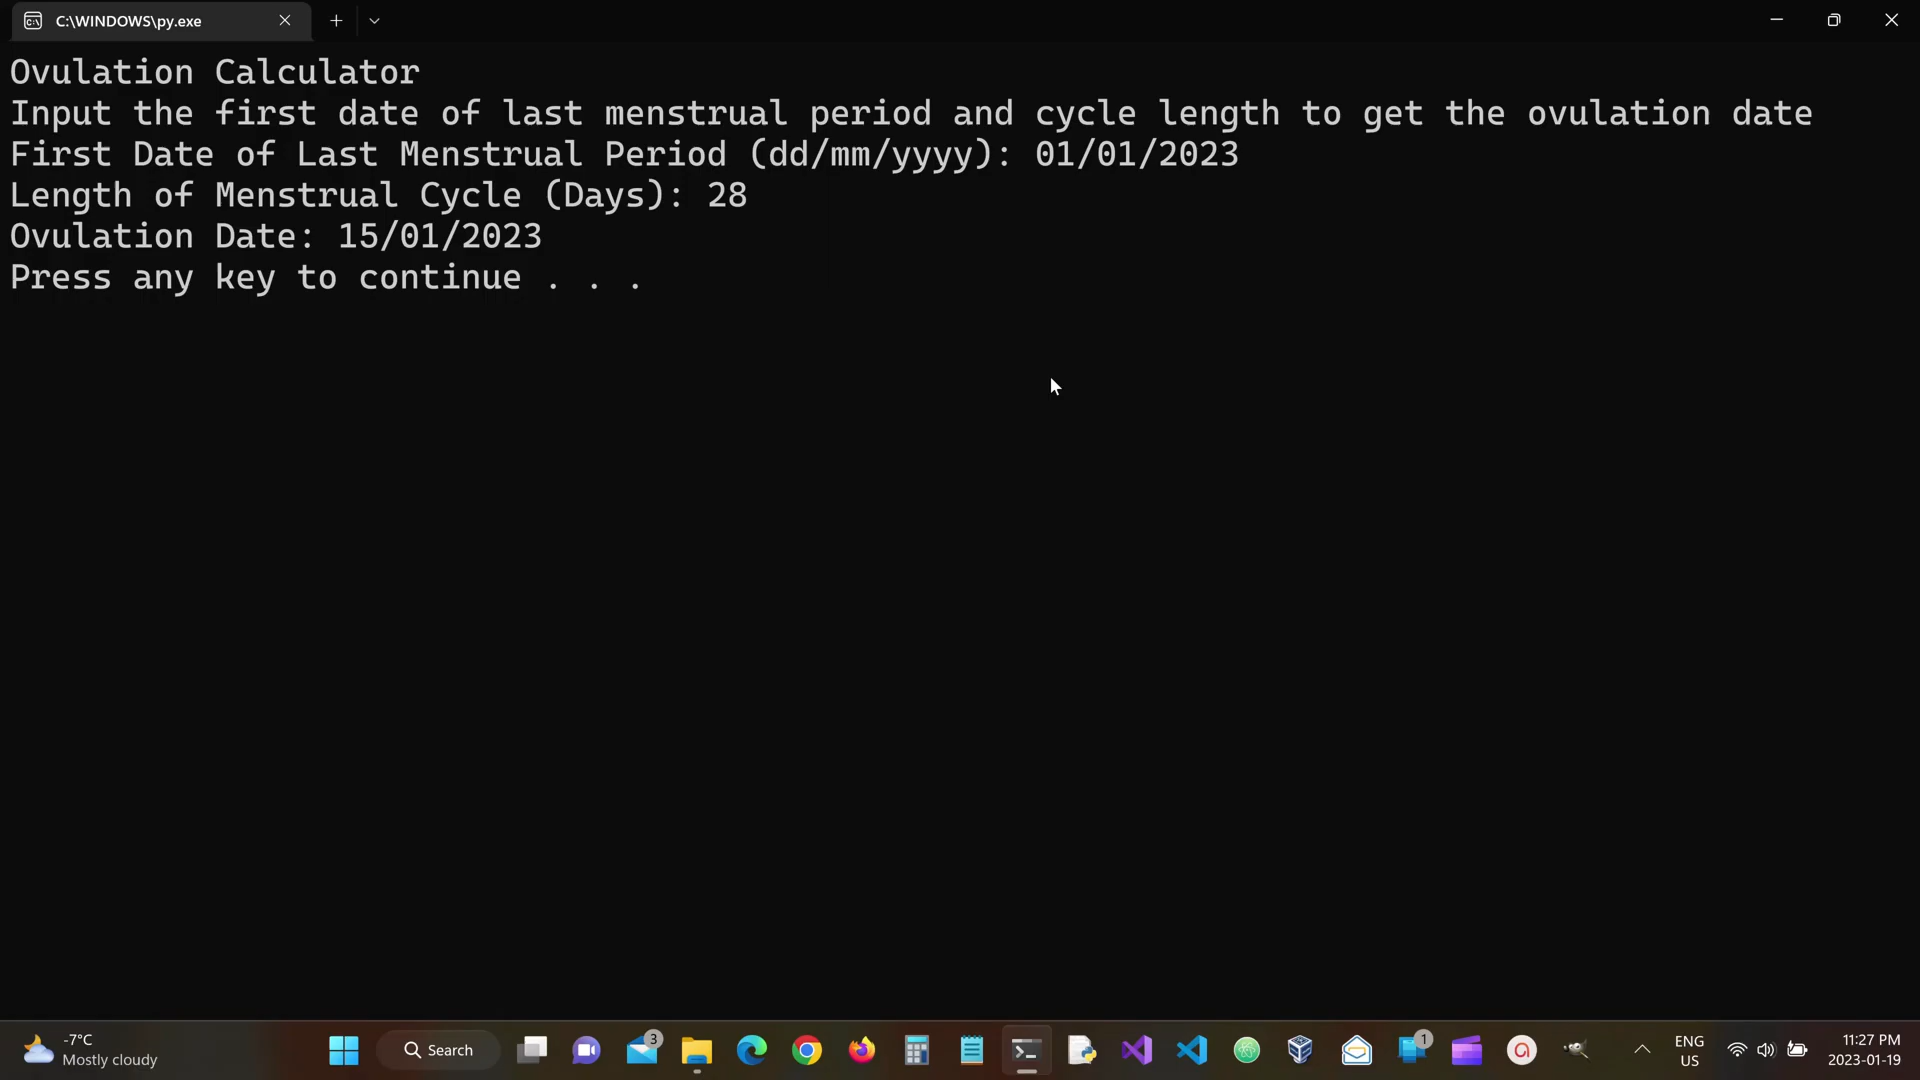 C:\WINDOWS\py.exe
Ovulation Calculator
Input the first date of last menstrual period and cycle length to get the ovulation date
First Date of Last Menstrual Period (dd/mm/yyyy): 01/01/2023
Length of Menstrual Cycle (Days): 28
Ovulation Date: 15/01/2023
Press any key to continue . . .
-7°C
Mostly cloudy
Search
3
1
ENG
US
11:27 PM
2023-01-19